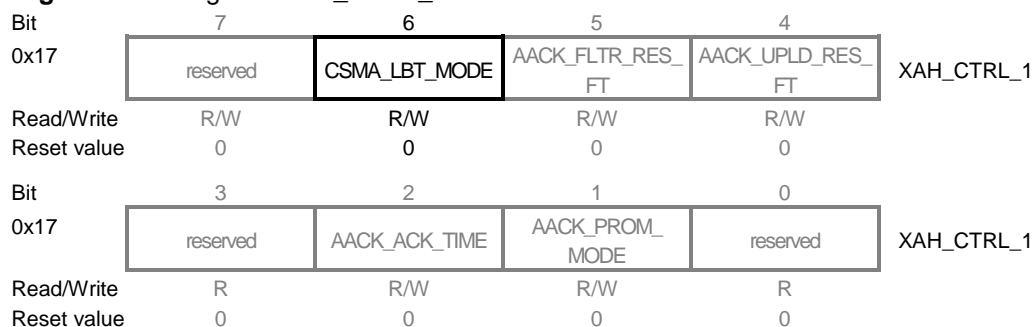 Bit 7 6 5 4
0x17 reserved CSMA_LBT_MODE AACK_FLTR_RES_ AACK_UPLD_RES_ XAH_CTRL_1
FT FT
Read/Write R/W R/W R/W R/W
Reset value 0 0 0 0
Bit 3 2 1 0
0x17 reserved AACK_ACK_TIME AACK_PROM_ reserved XAH_CTRL_1
MODE
Read/Write R R/W R/W R
Reset value 0 0 0 0